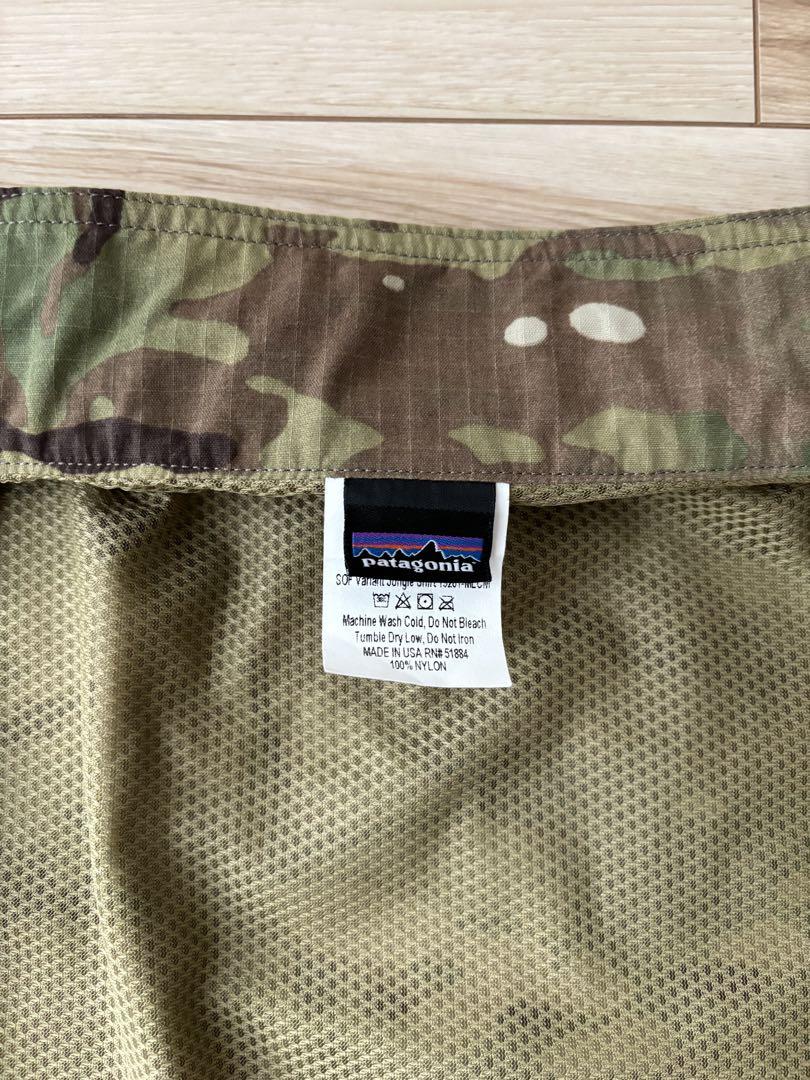 patagonia
SOF Variant Jungle Shirt
Machine Wash Cold, Do Not Bleach
Tumble Dry Low, Do Not Iron
MADE IN USA RN# 51884
100% NYLON